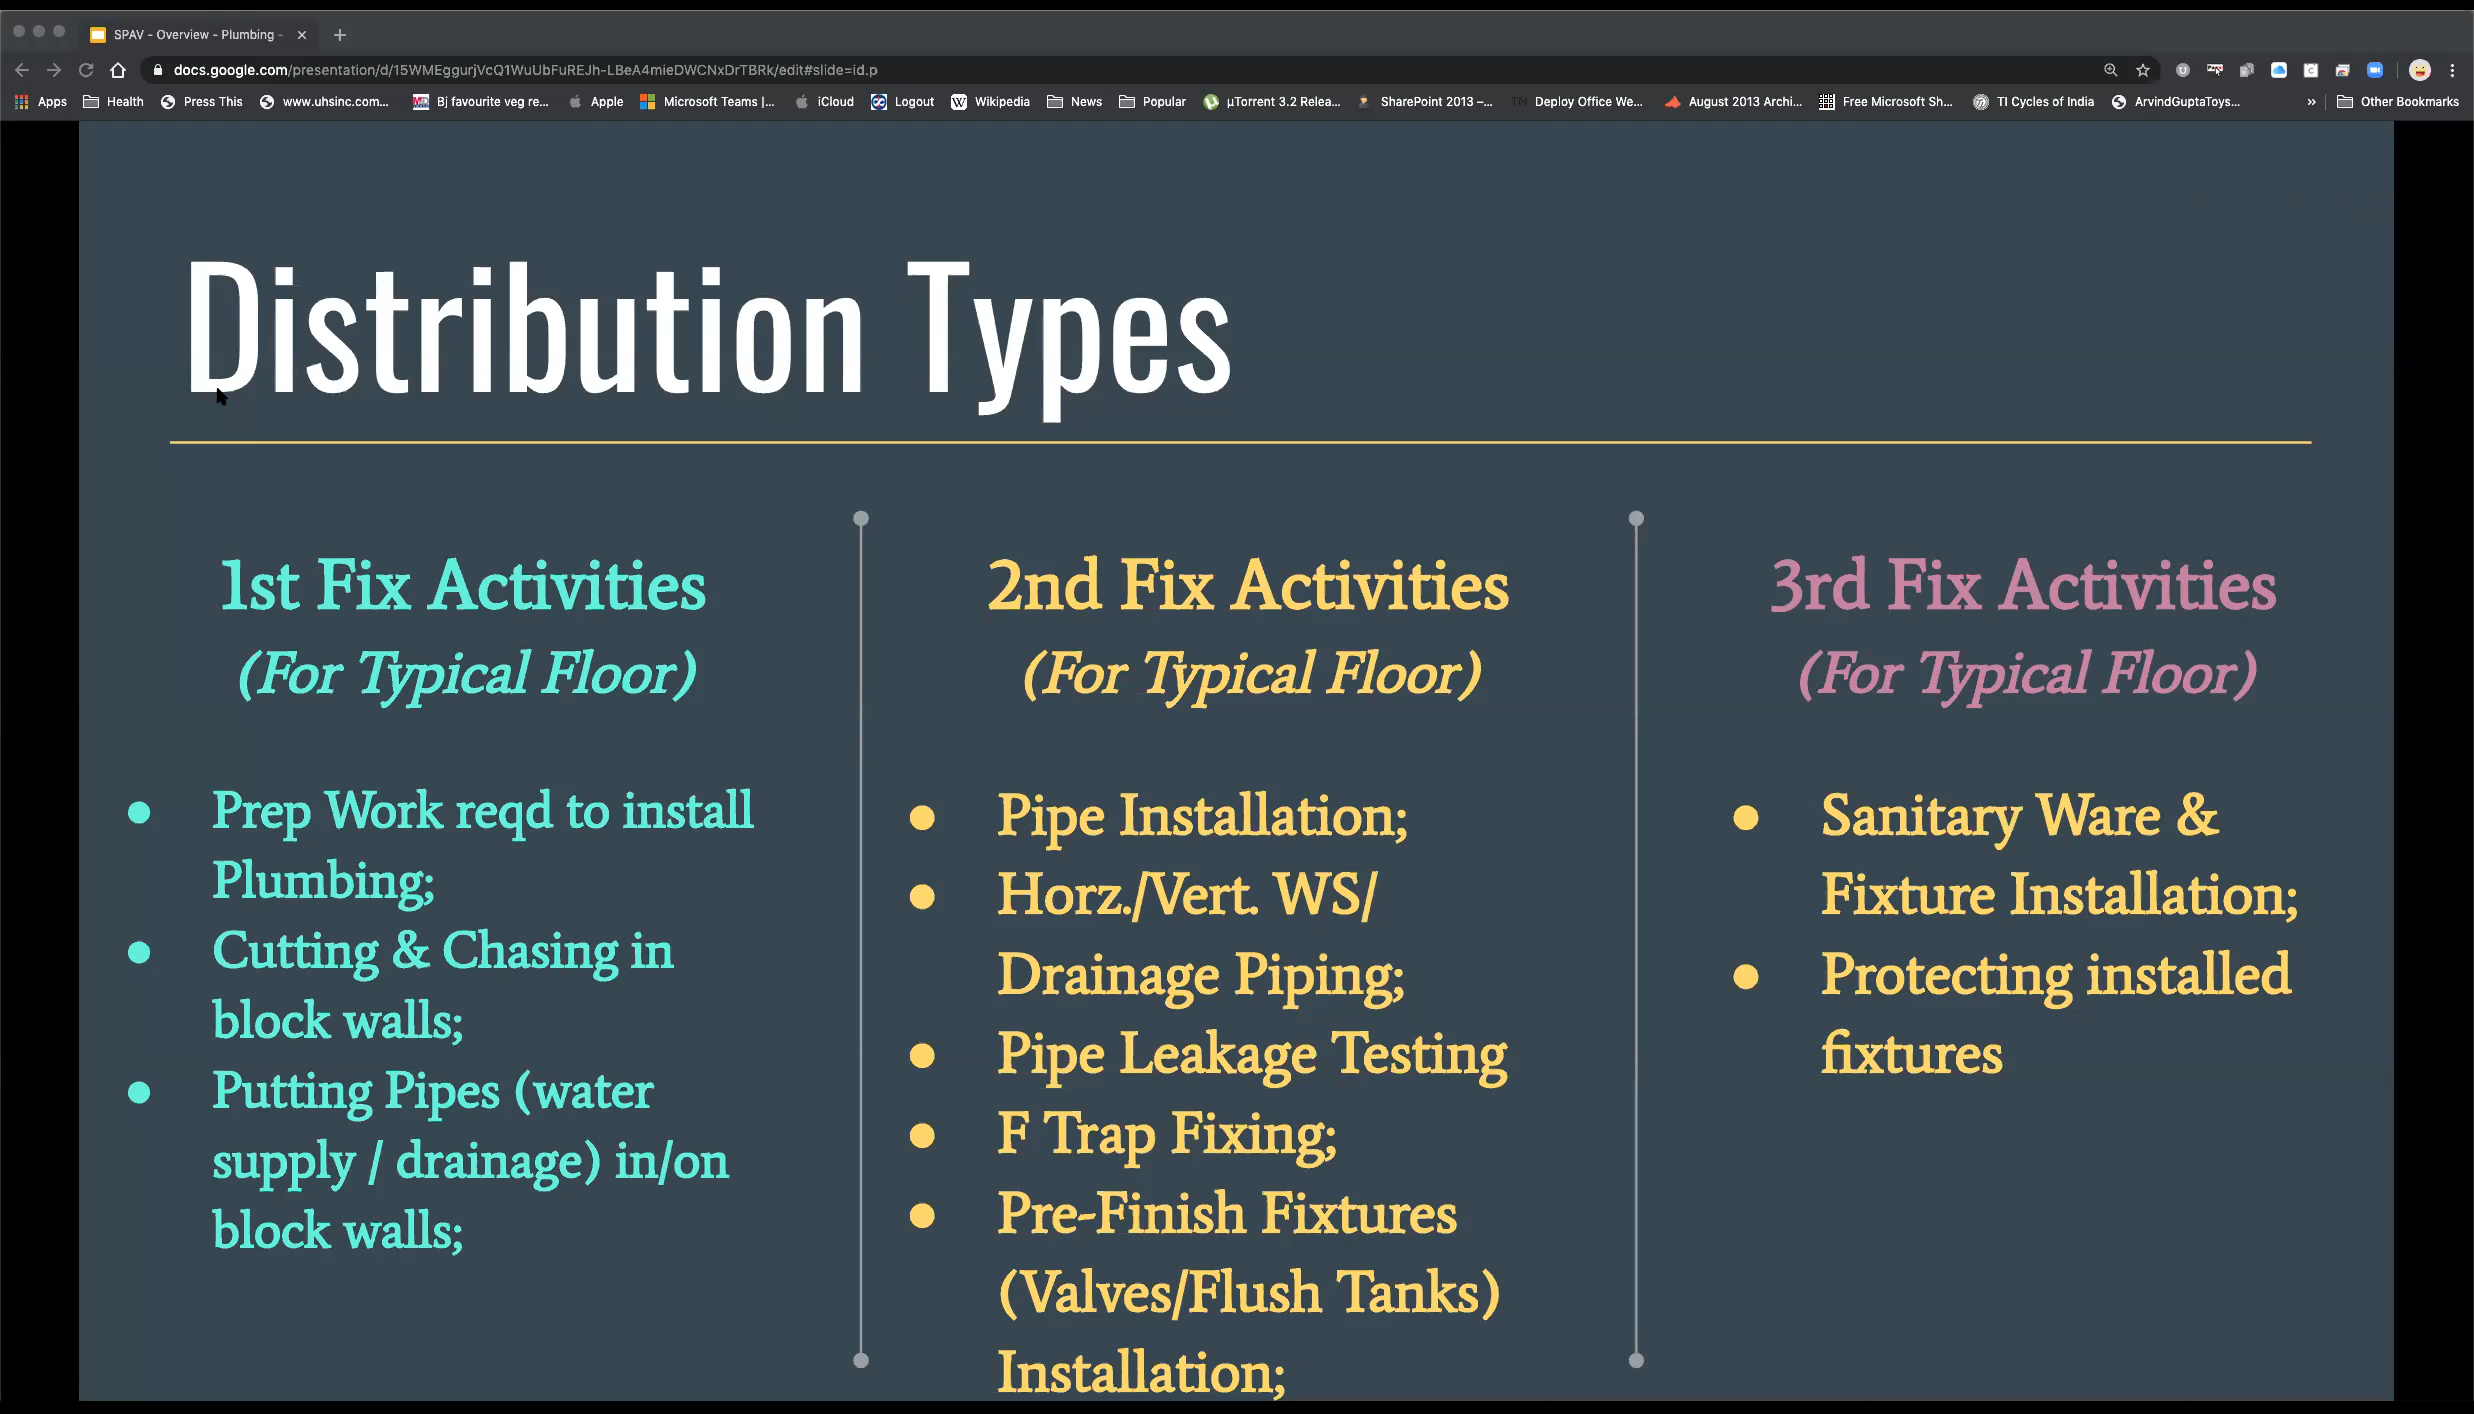 SPAV - Overview - Plumbing -
docs.google.com/presentation/d/15WMEggurjVcQ1WuUbFuREJh-LBeA4mieDWCNxDrTBRk/edit#slide=id.p
Apps Health Press This www.uhsinc.com... Bj favourite veg re... Apple Microsoft Teams |... iCloud Logout Wikipedia News Popular µTorrent 3.2 Relea... SharePoint 2013 –... TN Deploy Office We... August 2013 Archi... Free Microsoft Sh... TI Cycles of India ArvindGuptaToys... » Other Bookmarks
Distribution Types
1st Fix Activities
(For Typical Floor)
Prep Work reqd to install
Plumbing;
Cutting & Chasing in
block walls;
Putting Pipes (water
supply / drainage) in/on
block walls;
2nd Fix Activities
(For Typical Floor)
Pipe Installation;
Horz./Vert. WS/
Drainage Piping;
Pipe Leakage Testing
F Trap Fixing;
Pre-Finish Fixtures
(Valves/Flush Tanks)
Installation;
3rd Fix Activities
(For Typical Floor)
Sanitary Ware &
Fixture Installation;
Protecting installed
fixtures